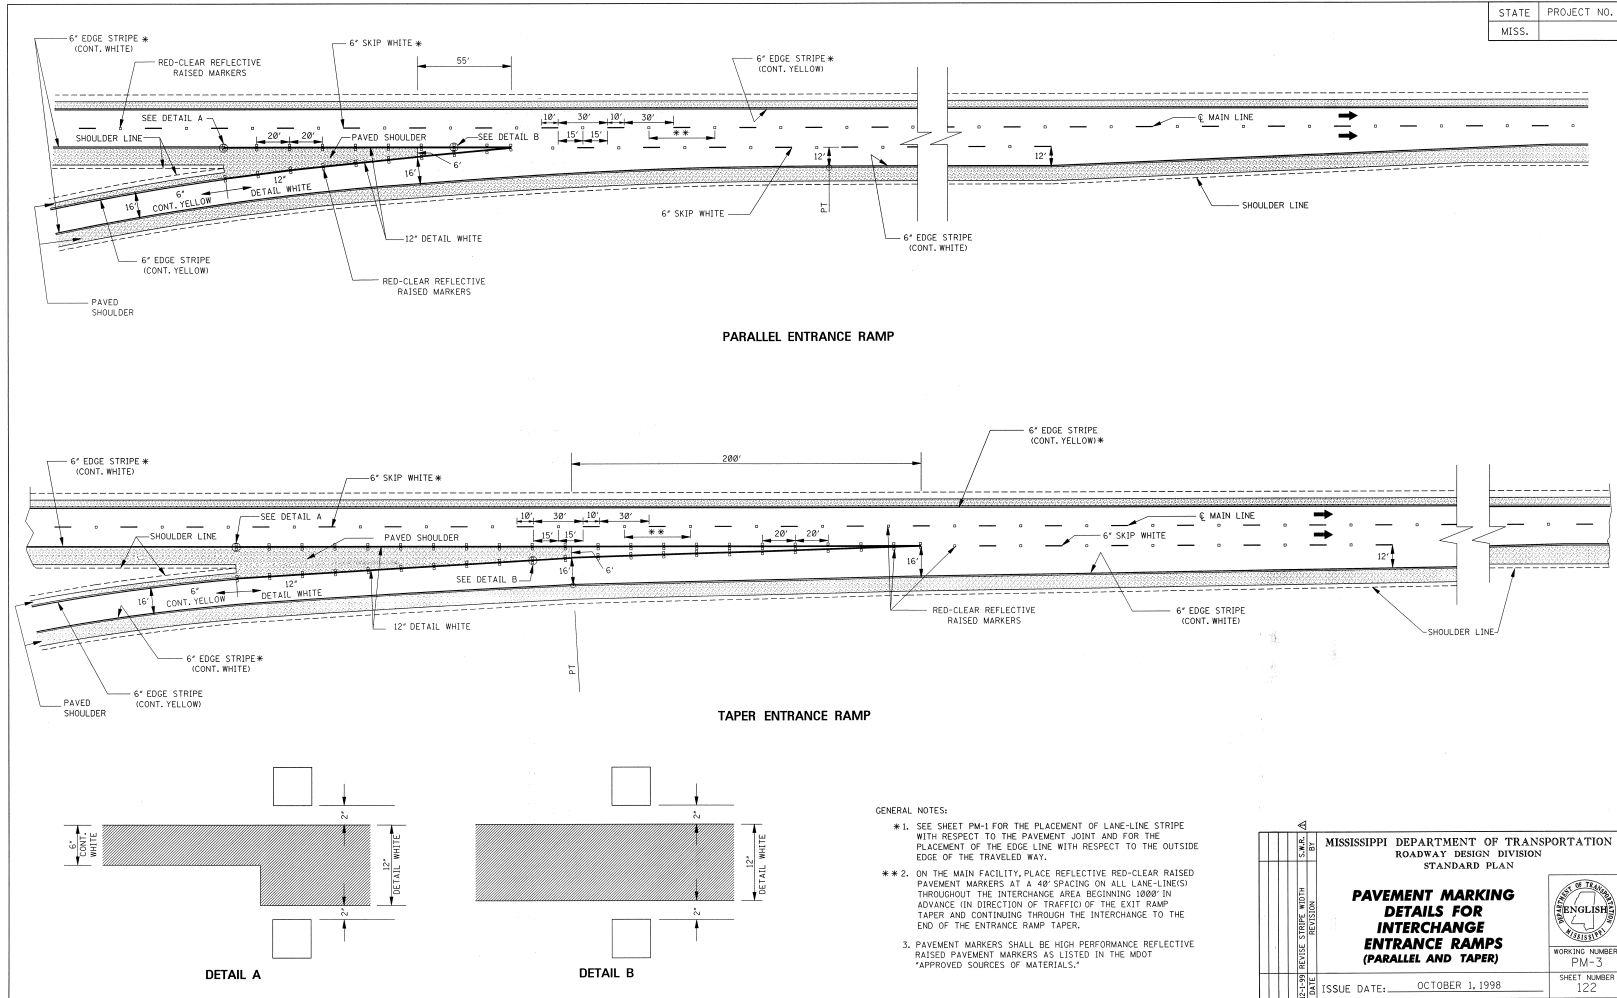 STATE PROJECT NO.
MISS.
6" EDGE STRIPE *
(CONT. WHITE)
RED-CLEAR REFLECTIVE
RAISED MARKERS
6" SKIP WHITE *
55'
6" EDGE STRIPE *
(CONT. YELLOW)
SEE DETAIL A
SHOULDER LINE
20' 20'
PAVED SHOULDER
SEE DETAIL B
10' 30' 10' 30'
15' 15'
* *
℄ MAIN LINE
12'
12'
6'
16'
12"
DETAIL WHITE
6"
CONT. YELLOW
16'
PT
6" SKIP WHITE
SHOULDER LINE
12" DETAIL WHITE
6" EDGE STRIPE
(CONT. WHITE)
6" EDGE STRIPE
(CONT. YELLOW)
RED-CLEAR REFLECTIVE
RAISED MARKERS
PAVED
SHOULDER
PARALLEL ENTRANCE RAMP
6" EDGE STRIPE
(CONT. YELLOW) *
6" EDGE STRIPE *
(CONT. WHITE)
200'
6" SKIP WHITE *
SEE DETAIL A
10' 30' 10' 30'
℄ MAIN LINE
SHOULDER LINE
PAVED SHOULDER
15' 15'
* *
20' 20'
6" SKIP WHITE
12'
SEE DETAIL B
16'
6'
16'
12"
DETAIL WHITE
6"
CONT. YELLOW
16'
12" DETAIL WHITE
RED-CLEAR REFLECTIVE
RAISED MARKERS
6" EDGE STRIPE
(CONT. WHITE)
SHOULDER LINE
6" EDGE STRIPE *
(CONT. WHITE)
PT
6" EDGE STRIPE
(CONT. YELLOW)
PAVED
SHOULDER
TAPER ENTRANCE RAMP
2"
6"
CONT.
WHITE
12"
DETAIL WHITE
2"
DETAIL A
2"
12"
DETAIL WHITE
2"
DETAIL B
GENERAL NOTES:
* 1. SEE SHEET PM-1 FOR THE PLACEMENT OF LANE-LINE STRIPE
WITH RESPECT TO THE PAVEMENT JOINT AND FOR THE
PLACEMENT OF THE EDGE LINE WITH RESPECT TO THE OUTSIDE
EDGE OF THE TRAVELED WAY.
* * 2. ON THE MAIN FACILITY, PLACE REFLECTIVE RED-CLEAR RAISED
PAVEMENT MARKERS AT A 40' SPACING ON ALL LANE-LINE(S)
THROUGHOUT THE INTERCHANGE AREA BEGINNING 1000' IN
ADVANCE (IN DIRECTION OF TRAFFIC) OF THE EXIT RAMP
TAPER AND CONTINUING THROUGH THE INTERCHANGE TO THE
END OF THE ENTRANCE RAMP TAPER.
3. PAVEMENT MARKERS SHALL BE HIGH PERFORMANCE REFLECTIVE
RAISED PAVEMENT MARKERS AS LISTED IN THE MDOT
"APPROVED SOURCES OF MATERIALS."
S.W.R. BY
REVISE STRIPE WIDTH REVISION
12-1-99 DATE
MISSISSIPPI DEPARTMENT OF TRANSPORTATION
ROADWAY DESIGN DIVISION
STANDARD PLAN
PAVEMENT MARKING
DETAILS FOR
INTERCHANGE
ENTRANCE RAMPS
(PARALLEL AND TAPER)
DEPARTMENT OF TRANSPORTATION
ENGLISH
MISSISSIPPI
WORKING NUMBER
PM-3
SHEET NUMBER
122
ISSUE DATE: OCTOBER 1, 1998